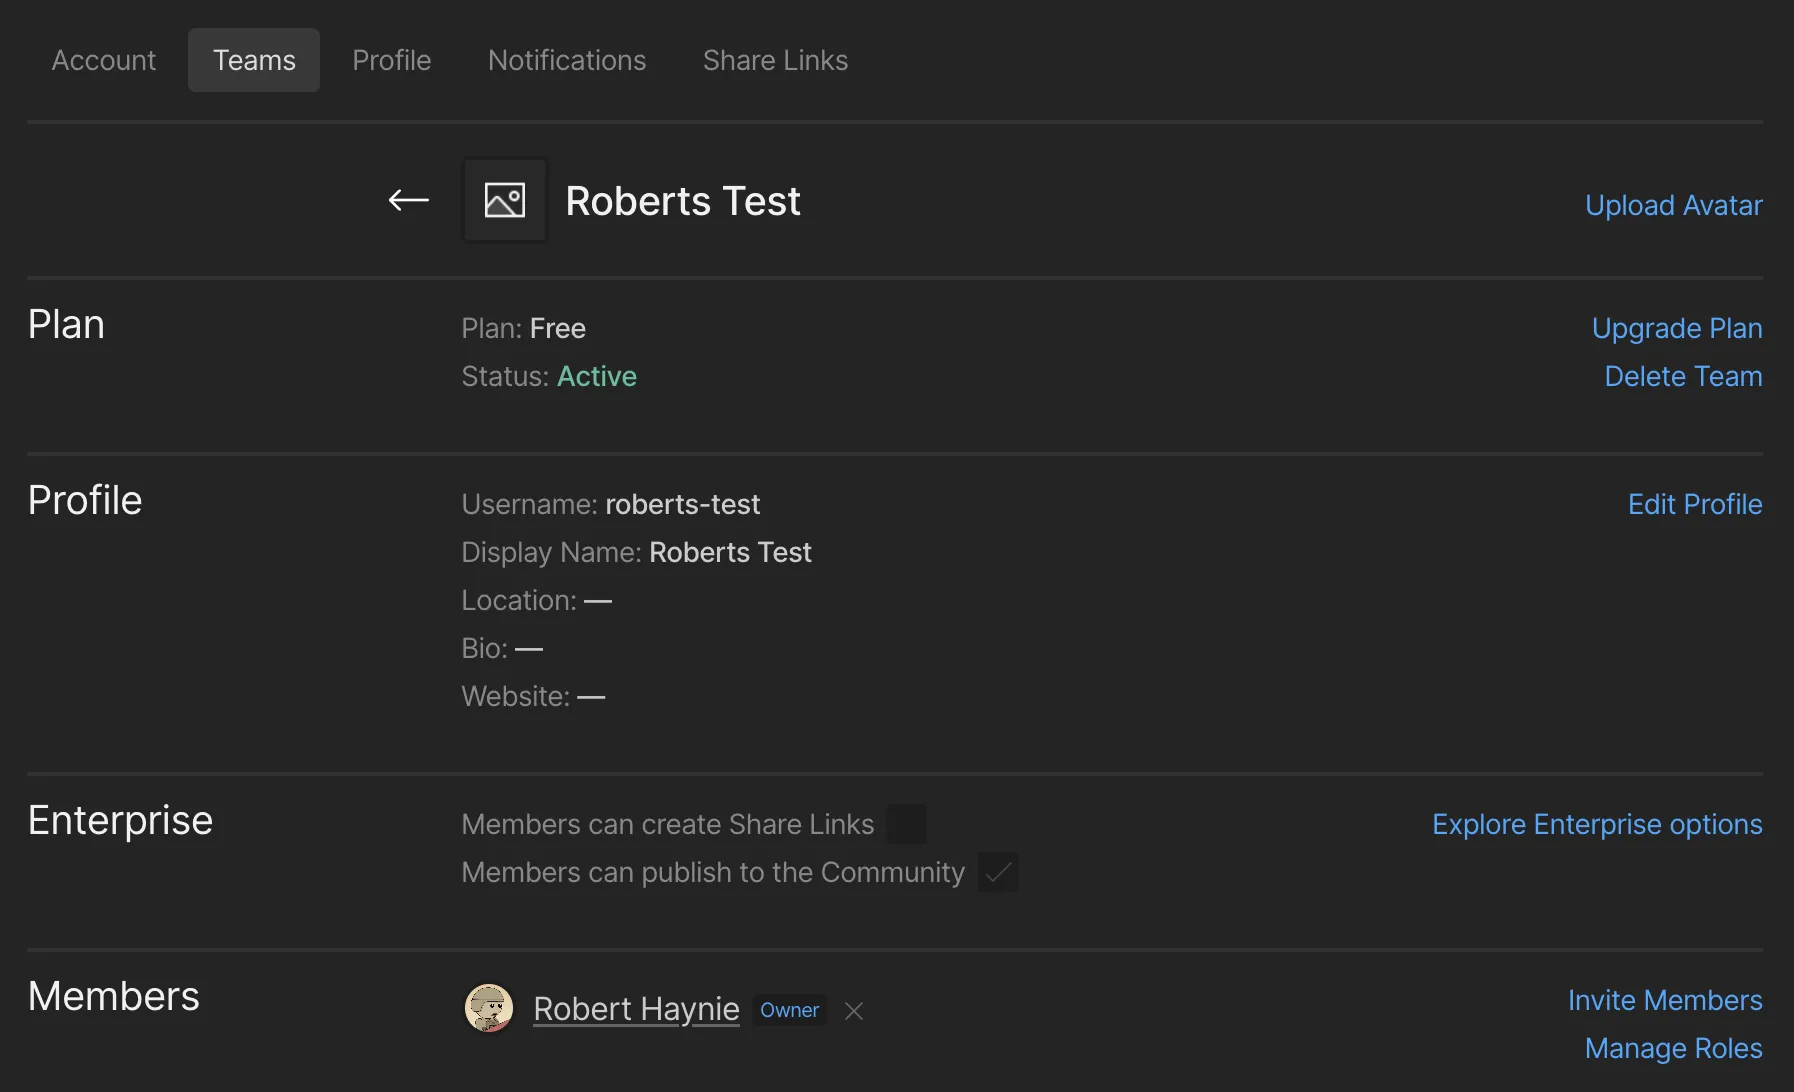 Account Teams Profile Notifications Share Links
Roberts Test Upload Avatar
Plan Plan: Free Upgrade Plan
Status: Active Delete Team
Profile Username: roberts-test Edit Profile
Display Name: Roberts Test
Location: —
Bio: —
Website: —
Enterprise Members can create Share Links Explore Enterprise options
Members can publish to the Community
Members Robert Haynie Owner Invite Members
Manage Roles